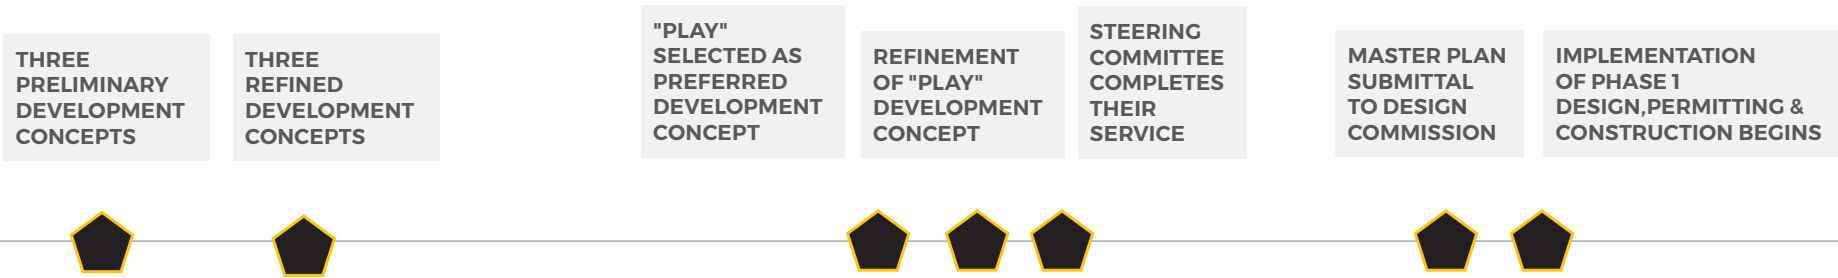 THREE
PRELIMINARY
DEVELOPMENT
CONCEPTS
THREE
REFINED
DEVELOPMENT
CONCEPTS
"PLAY"
SELECTED AS
PREFERRED
DEVELOPMENT
CONCEPT
REFINEMENT
OF "PLAY"
DEVELOPMENT
CONCEPT
STEERING
COMMITTEE
COMPLETES
THEIR
SERVICE
MASTER PLAN
SUBMITTAL
TO DESIGN
COMMISSION
IMPLEMENTATION
OF PHASE 1
DESIGN,PERMITTING &
CONSTRUCTION BEGINS